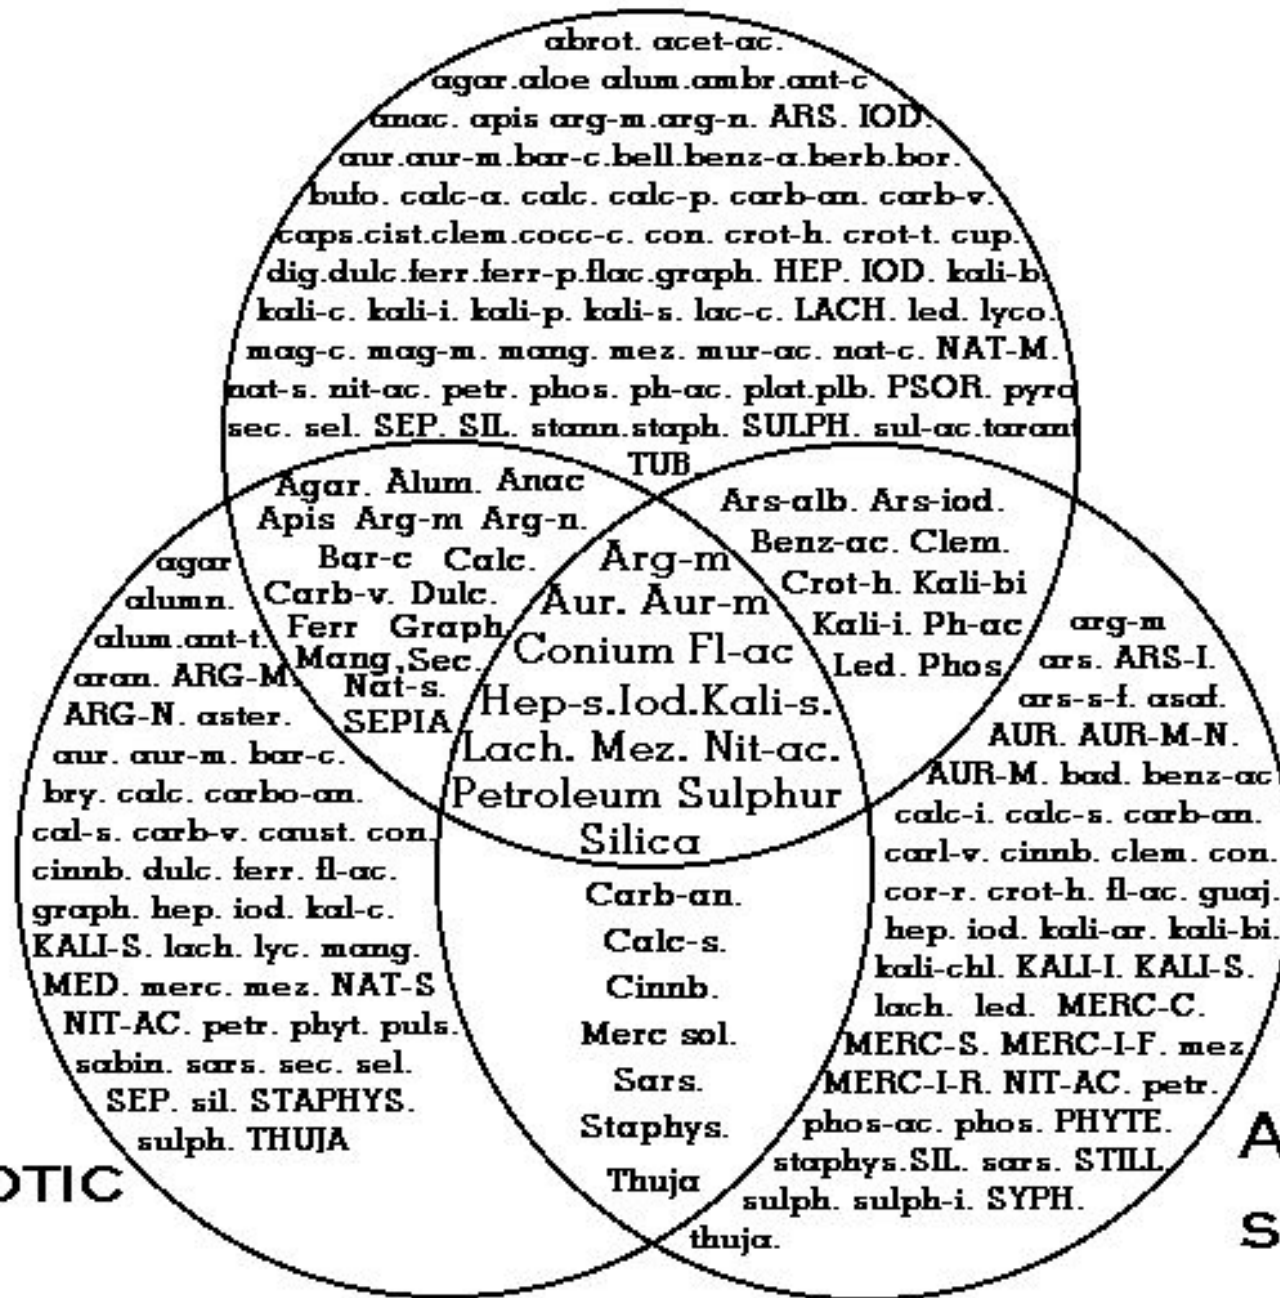 abrot. acet-ac.
agar.aloe alum.ambr.ant-c
anac. apis arg-m.arg-n. ARS. IOD.
aur.aur-m.bar-c.bell.benz-a.berb.bor.
bufo. calc-a. calc. calc-p. carb-an. carb-v.
caps.cist.clem.cocc-c. con. crot-h. crot-t. cup.
dig.dulc.ferr.ferr-p.flac.graph. HEP. IOD. kali-b
kali-c. kali-i. kali-p. kali-s. lac-c. LACH. led. lyco.
mag-c. mag-m. mang. mez. mur-ac. nat-c. NAT-M.
nat-s. nit-ac. petr. phos. ph-ac. plat.plb. PSOR. pyro
sec. sel. SEP. SIL. stann.staph. SULPH. sul-ac.tarant
TUB
Agar. Alum. Anac
Apis Arg-m Arg-n.
Bar-c Calc.
Carb-v. Dulc.
Ferr Graph
Mang,Sec.
Nat-s.
SEPIA
Ars-alb. Ars-iod.
Benz-ac. Clem.
Crot-h. Kali-bi
Kali-i. Ph-ac
Led. Phos
Arg-m
Aur. Aur-m
Conium Fl-ac
Hep-s.Iod.Kali-s.
Lach. Mez. Nit-ac.
Petroleum Sulphur
Silica
agar
alumn.
alum.ant-t.
aran. ARG-M.
ARG-N. aster.
aur. aur-m. bar-c.
bry. calc. carbo-an.
cal-s. carb-v. caust. con.
cinnb. dulc. ferr. fl-ac.
graph. hep. iod. kal-c.
KALI-S. lach. lyc. mang.
MED. merc. mez. NAT-S
NIT-AC. petr. phyt. puls.
sabin. sars. sec. sel.
SEP. sil. STAPHYS.
sulph. THUJA
OTIC
Carb-an.
Calc-s.
Cinnb.
Merc sol.
Sars.
Staphys.
Thuja
arg-m
ars. ARS-I.
ars-s-f. asaf.
AUR. AUR-M-N.
AUR-M. bad. benz-ac
calc-i. calc-s. carb-an.
carl-v. cinnb. clem. con.
cor-r. crot-h. fl-ac. guaj.
hep. iod. kali-ar. kali-bi.
kali-chl. KALI-I. KALI-S.
lach. led. MERC-C.
MERC-S. MERC-I-F. mez
MERC-I-R. NIT-AC. petr.
phos-ac. phos. PHYTE.
staphys.SIL. sars. STILL
sulph. sulph-i. SYPH.
thuja.
A
S